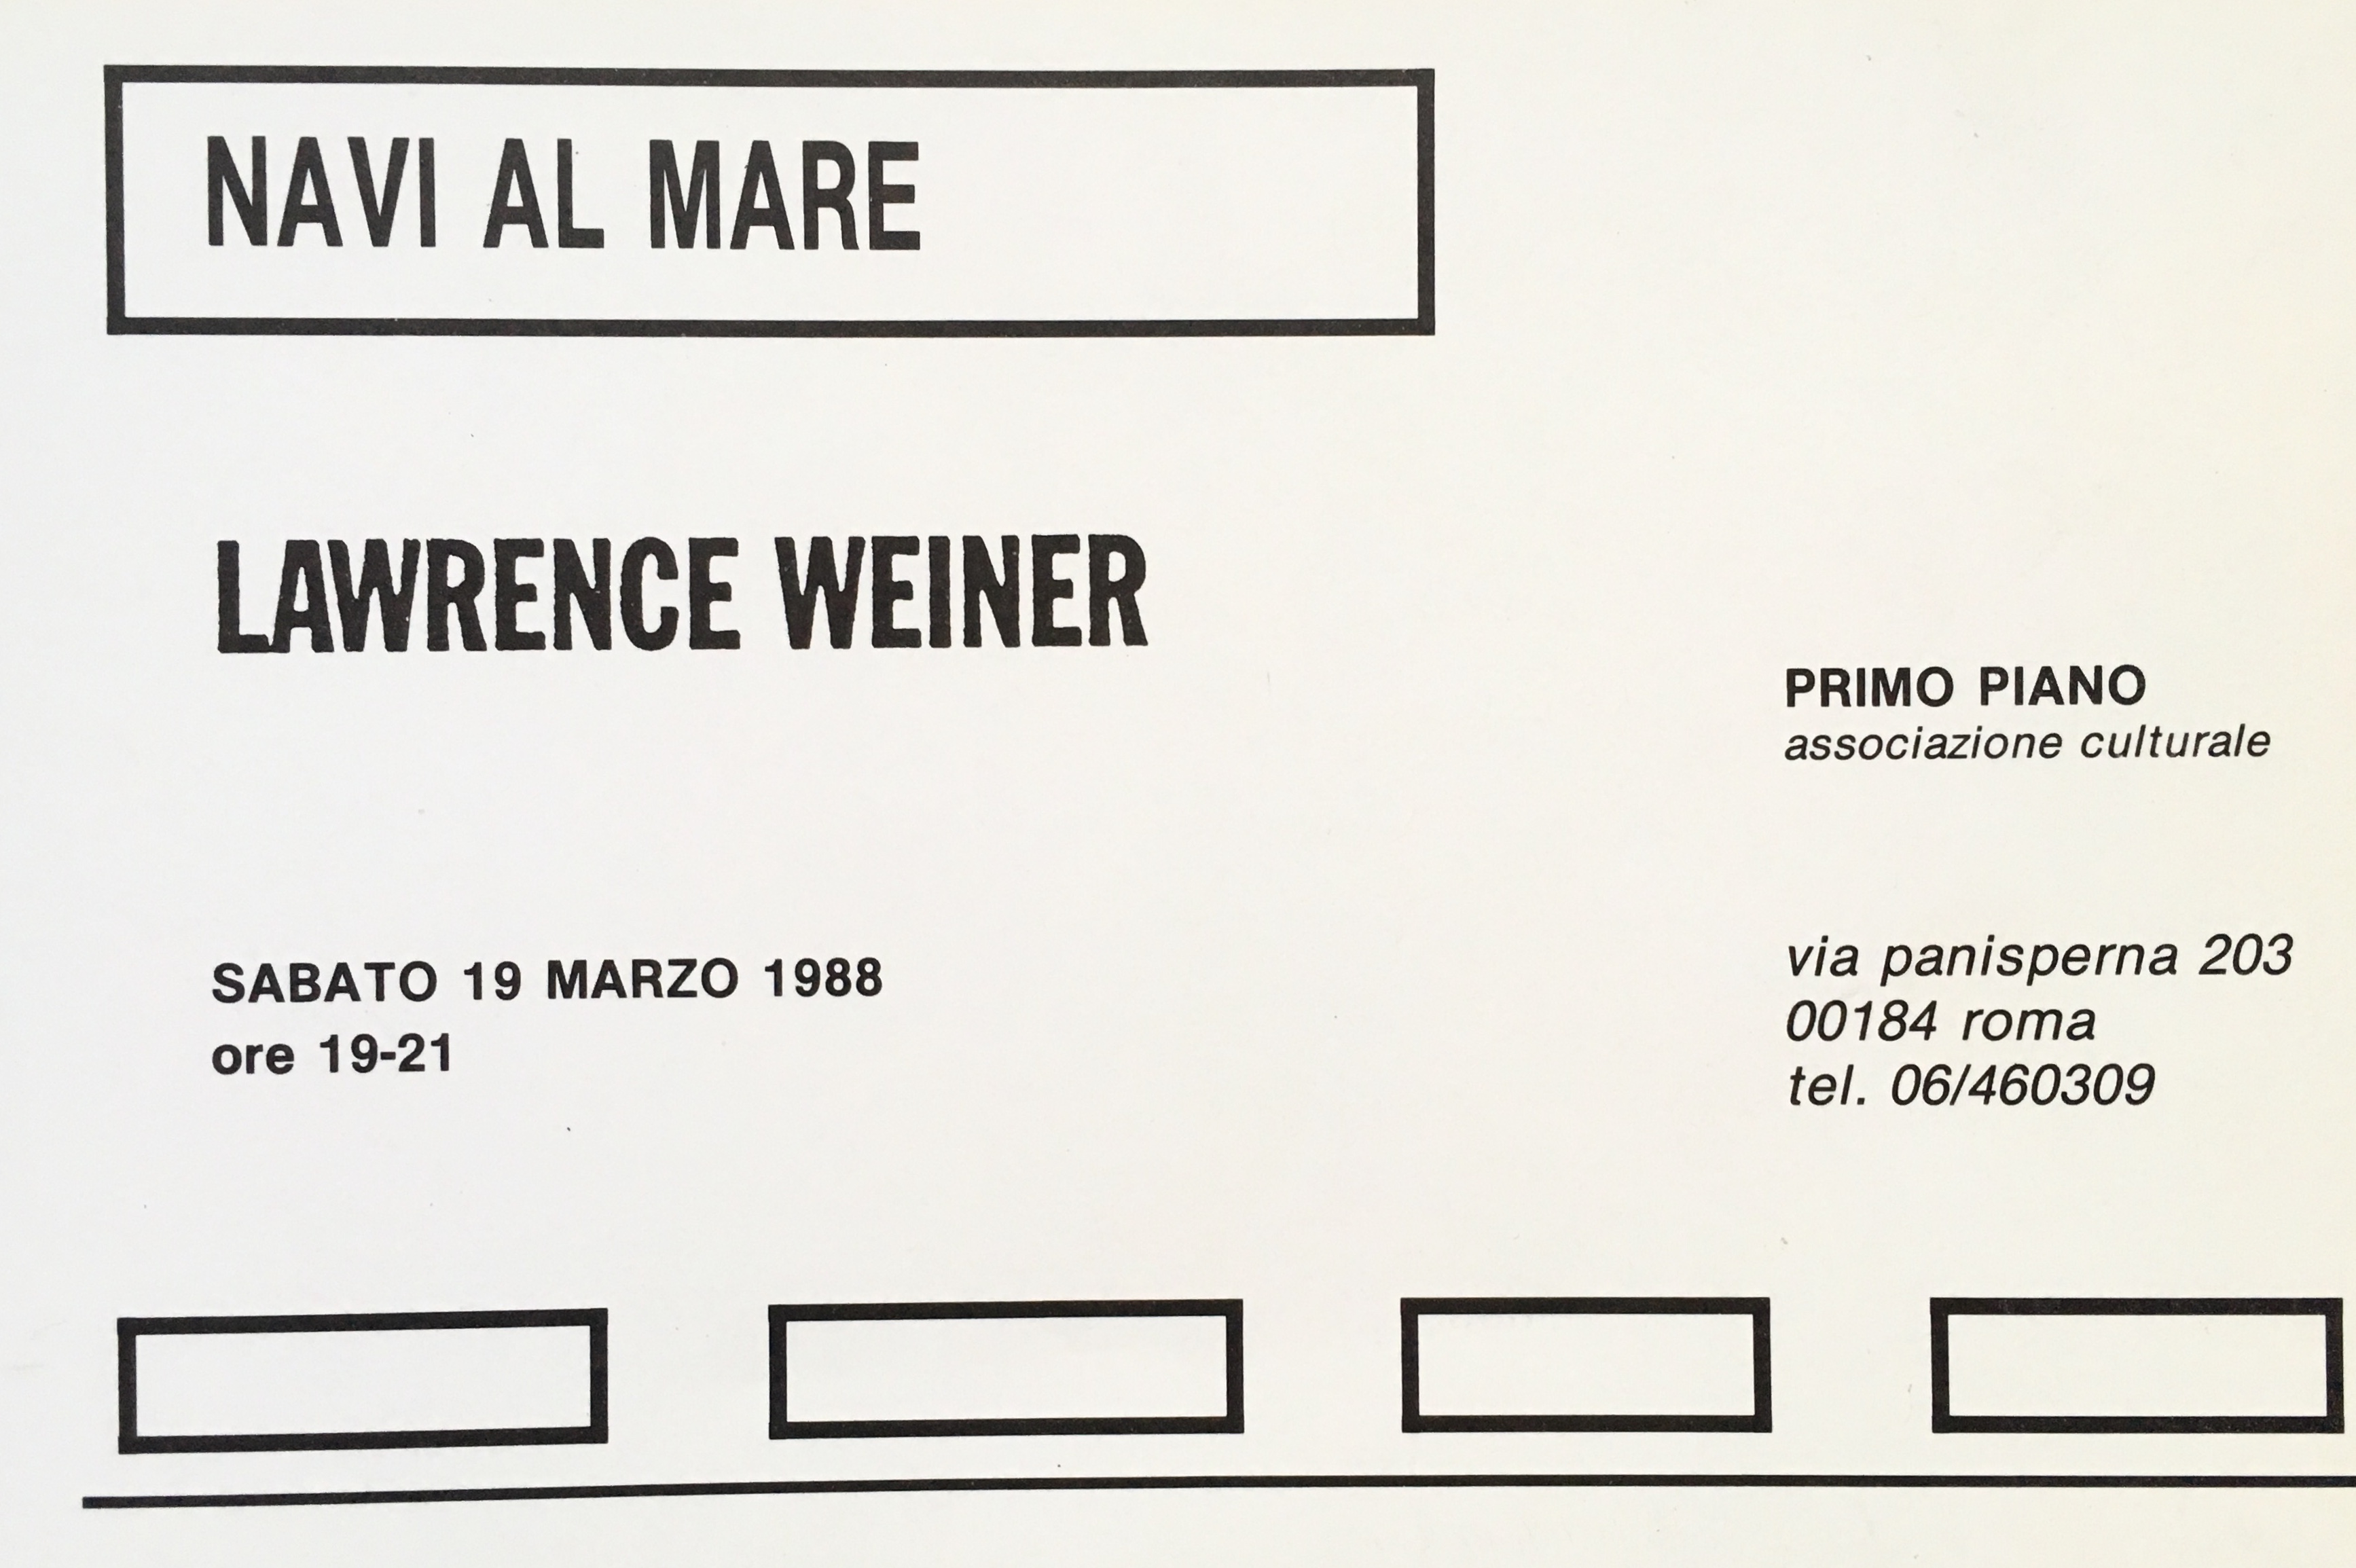 NAVI AL MARE
LAWRENCE WEINER
SABATO 19 MARZO 1988
ore 19-21
PRIMO PIANO
associazione culturale
via panisperna 203
00184 roma
tel. 06/460309